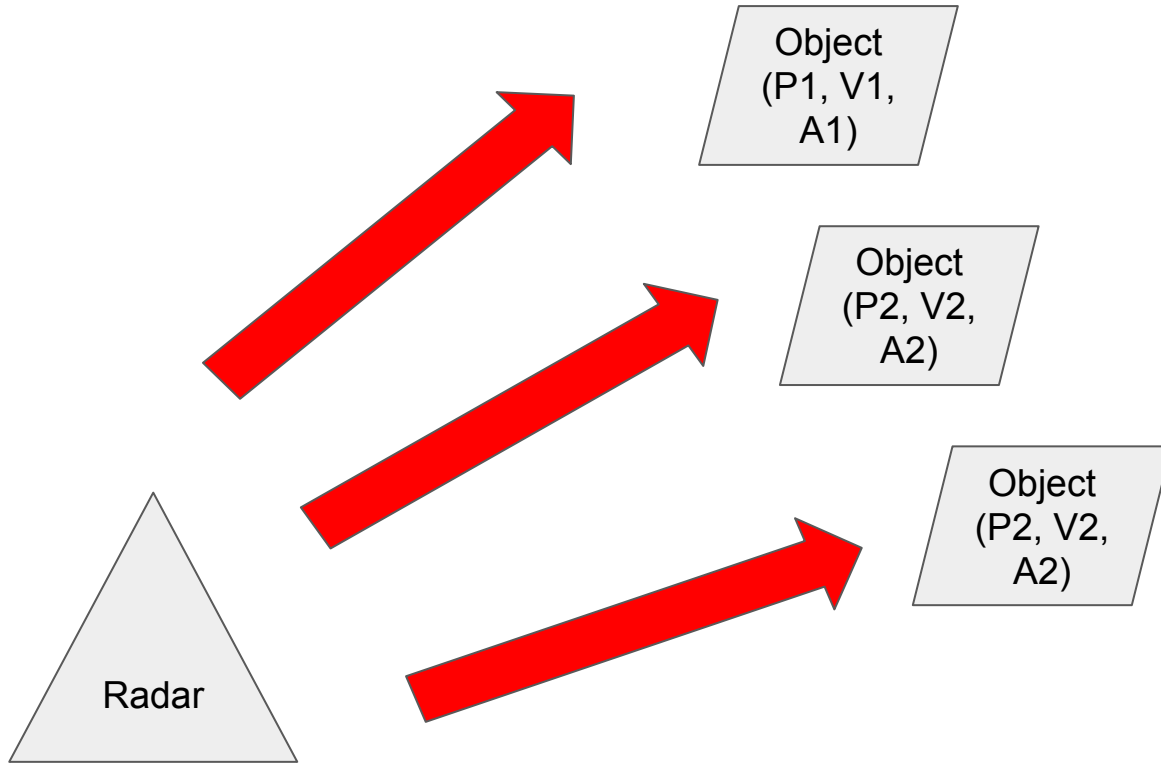 Object
(P1, V1,
A1)
Object
(P2, V2,
A2)
Object
(P2, V2,
A2)
Radar